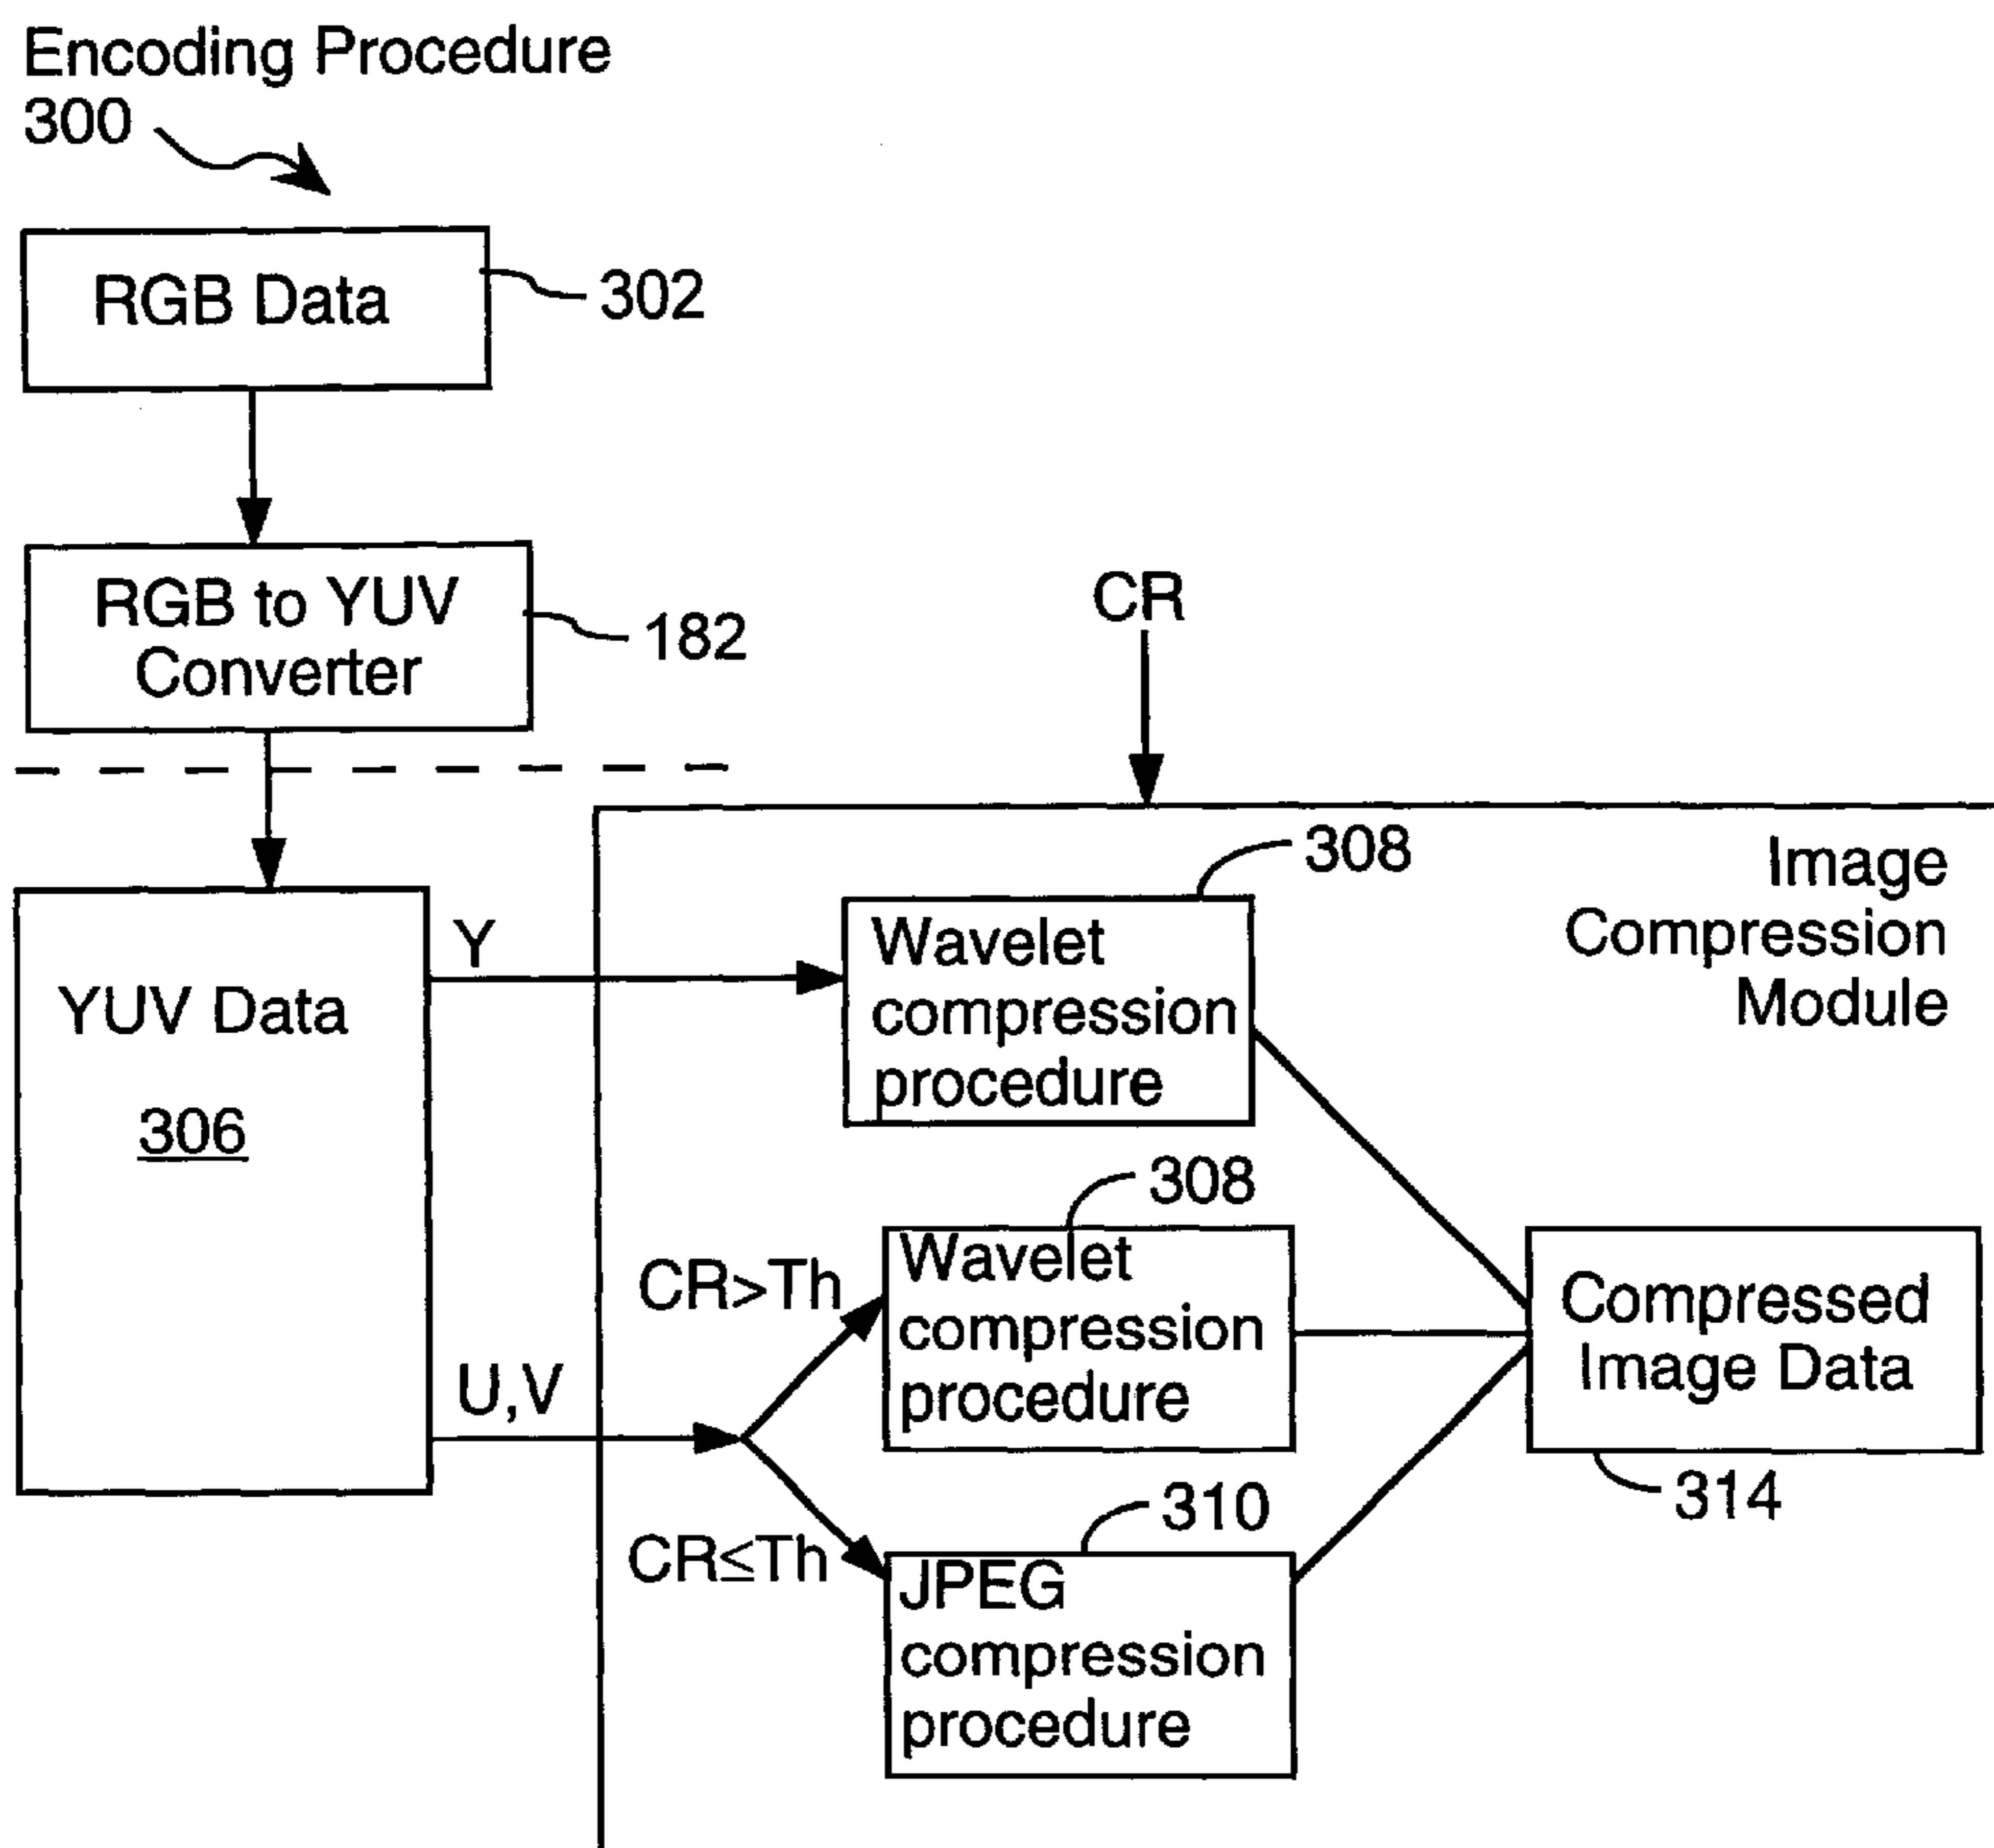 Encoding Procedure
300
RGB Data
302
RGB to YUV
Converter
182
CR
Image
Compression
Module
YUV Data
306
Y
U,V
308
Wavelet
compression
procedure
308
CR>Th
Wavelet
compression
procedure
CR≤Th
310
JPEG
compression
procedure
Compressed
Image Data
314